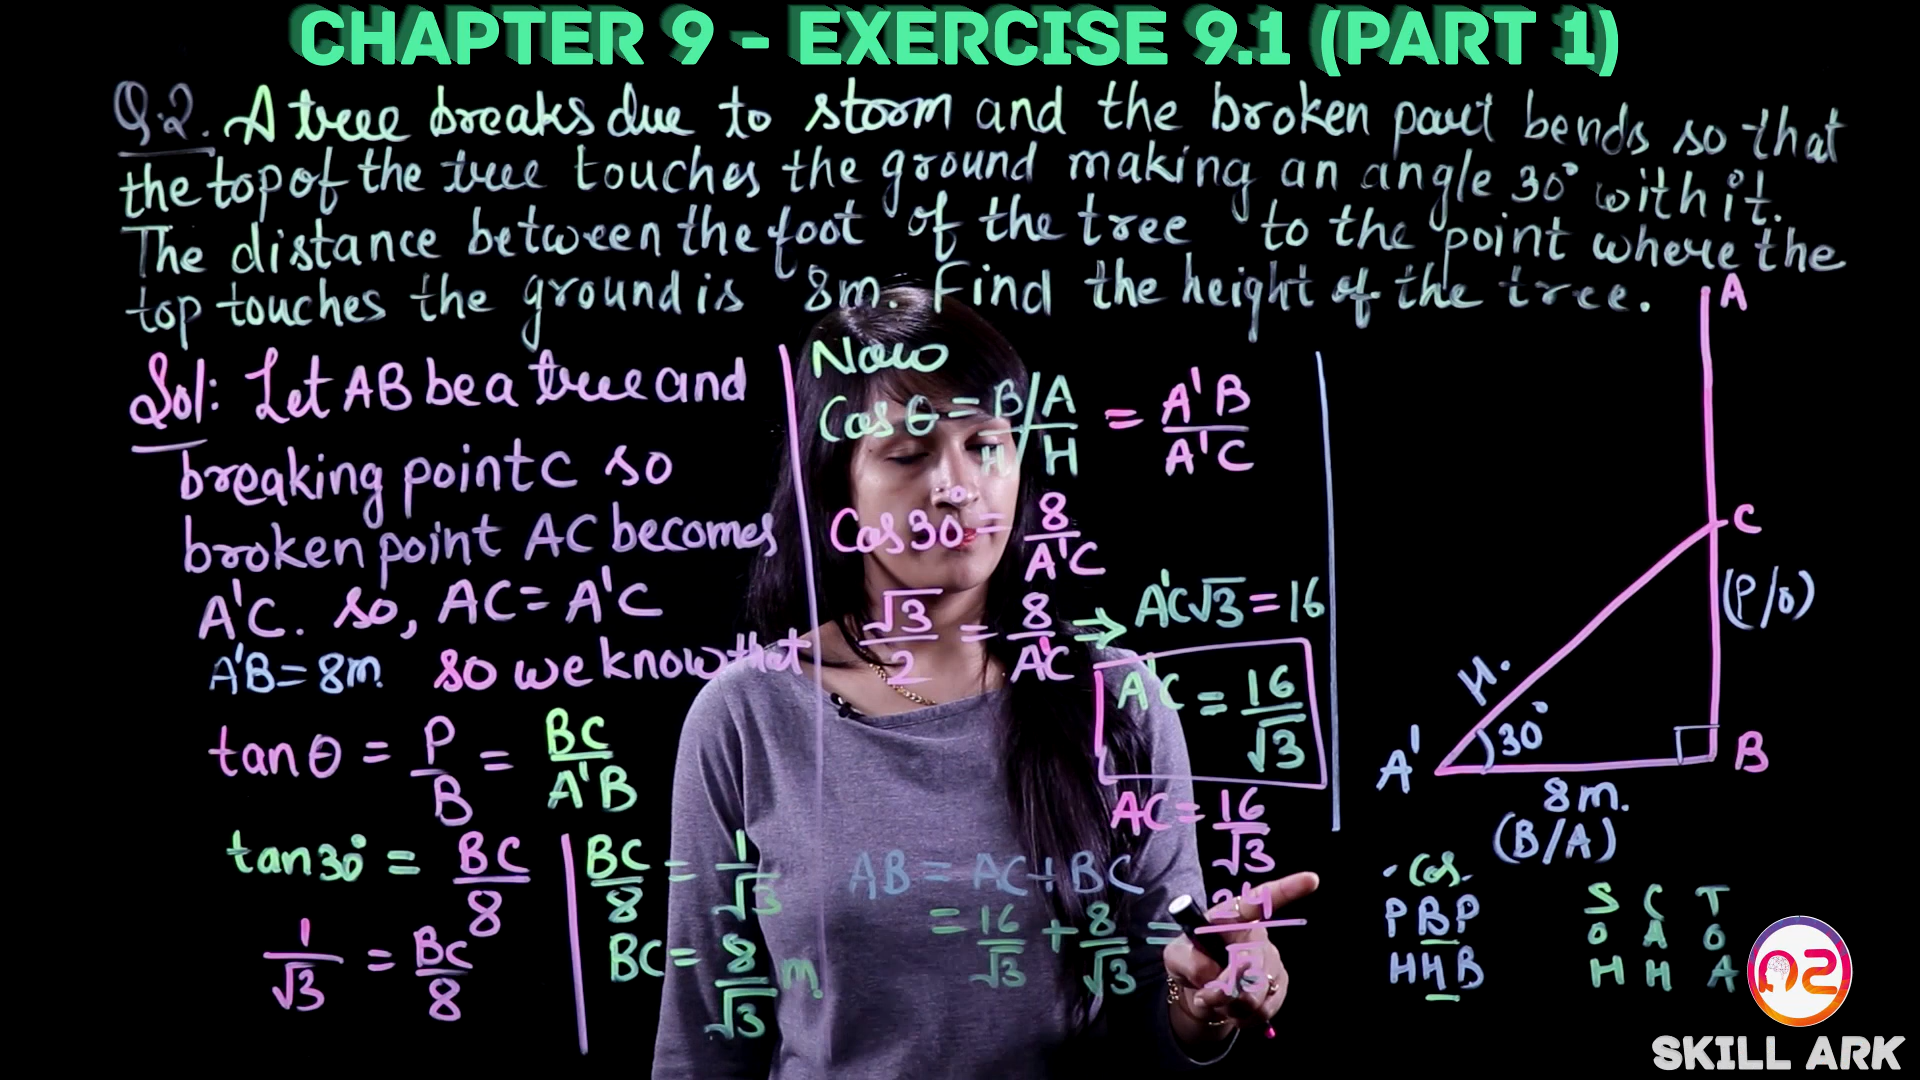 CHAPTER 9 - EXERCISE 9.1 (PART 1)
Q.2. A tree breaks due to storm and the broken part bends so that
the top of the tree touches the ground making an angle 30° with it.
The distance between the foot of the tree to the point where the
top touches the ground is 8m. Find the height of the tree.
Sol: Let AB be a tree and
breaking point C so
broken point AC becomes
A'C. so, AC = A'C
A'B = 8m. so we know that
tan θ = P/B = BC/A'B
tan 30° = BC/8
1/√3 = BC/8
BC/8 = 1/√3
BC = 8/√3 m.
Now
Cos θ = B/H / A/H = A'B/A'C
Cos 30° = 8/A'C
√3/2 = 8/A'C → A'C√3 = 16
A'C = 16/√3
AC = 16/√3
AB = AC + BC
= 16/√3 + 8/√3 = 24/√3
A
C
(P/O)
H.
30°
A'
B
8m.
(B/A)
Cos.
P B P
H H B
S C T
O A O
H H A
SKILL ARK